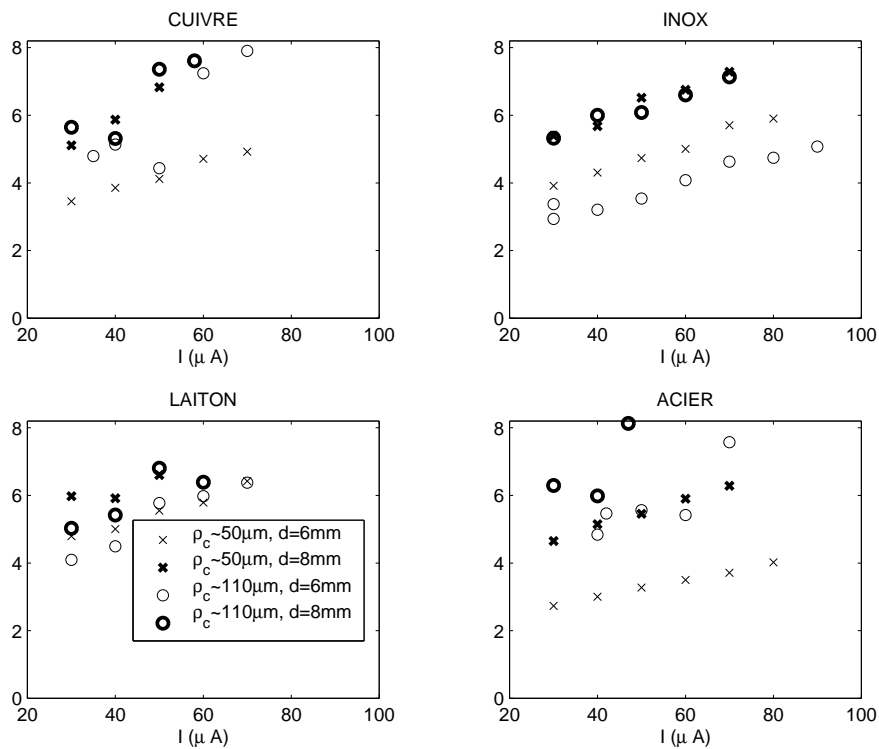 CUIVRE
8
6
4
2
0
20 40 60 80 100
I (μ A)
INOX
8
6
4
2
0
20 40 60 80 100
I (μ A)
LAITON
8
6
4
2
0
20 40 60 80 100
I (μ A)
ρc~50μm, d=6mm
ρc~50μm, d=8mm
ρc~110μm, d=6mm
ρc~110μm, d=8mm
ACIER
8
6
4
2
0
20 40 60 80 100
I (μ A)